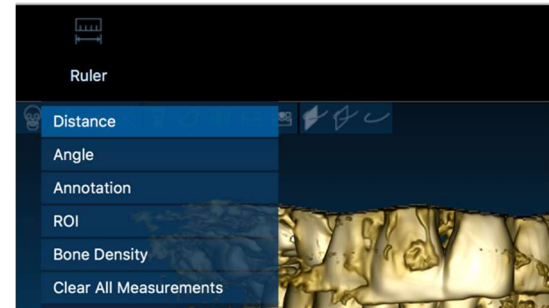 Ruler
Distance
Angle
Annotation
ROI
Bone Density
Clear All Measurements